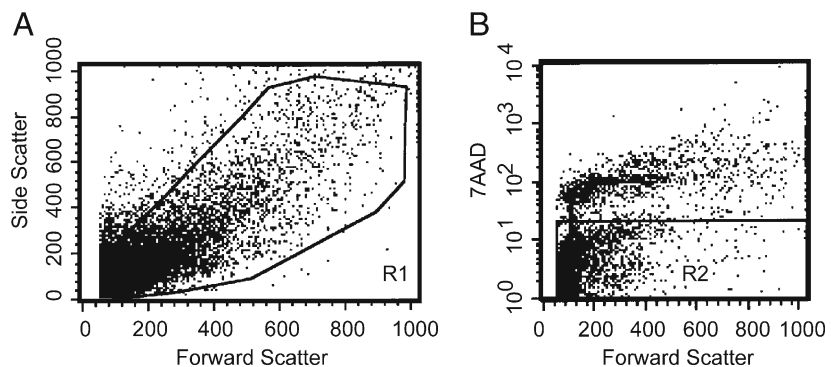 A
Side Scatter
1000
800
600
400
200
0
R1
0 200 400 600 800 1000
Forward Scatter
B
7AAD
10^4
10^3
10^2
10^1
10^0
R2
0 200 400 600 800 1000
Forward Scatter